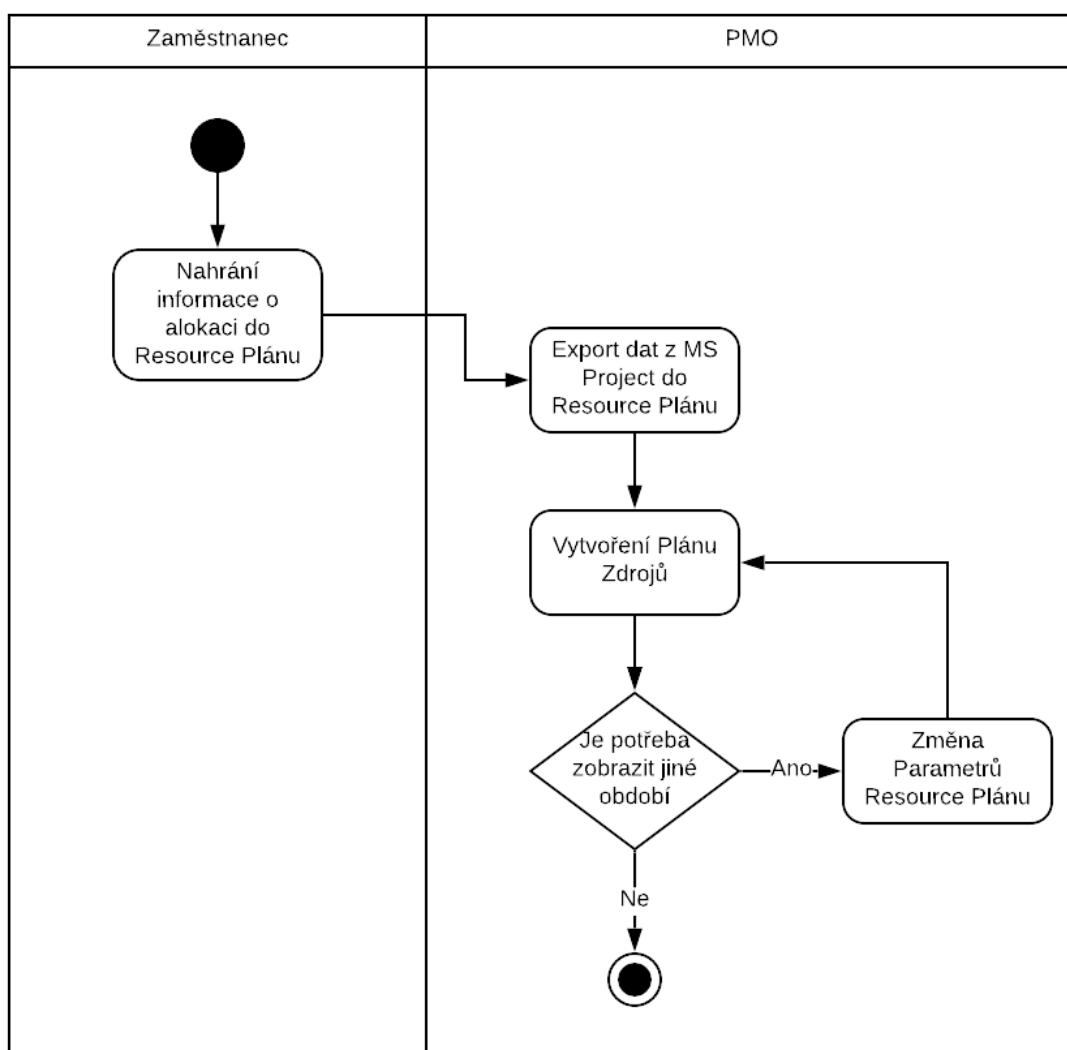 Zaměstnanec
PMO
Nahrání
informace o
alokaci do
Resource Plánu
Export dat z MS
Project do
Resource Plánu
Vytvoření Plánu
Zdrojů
Je potřeba
zobrazit jiné
období
Ano
Změna
Parametrů
Resource Plánu
Ne